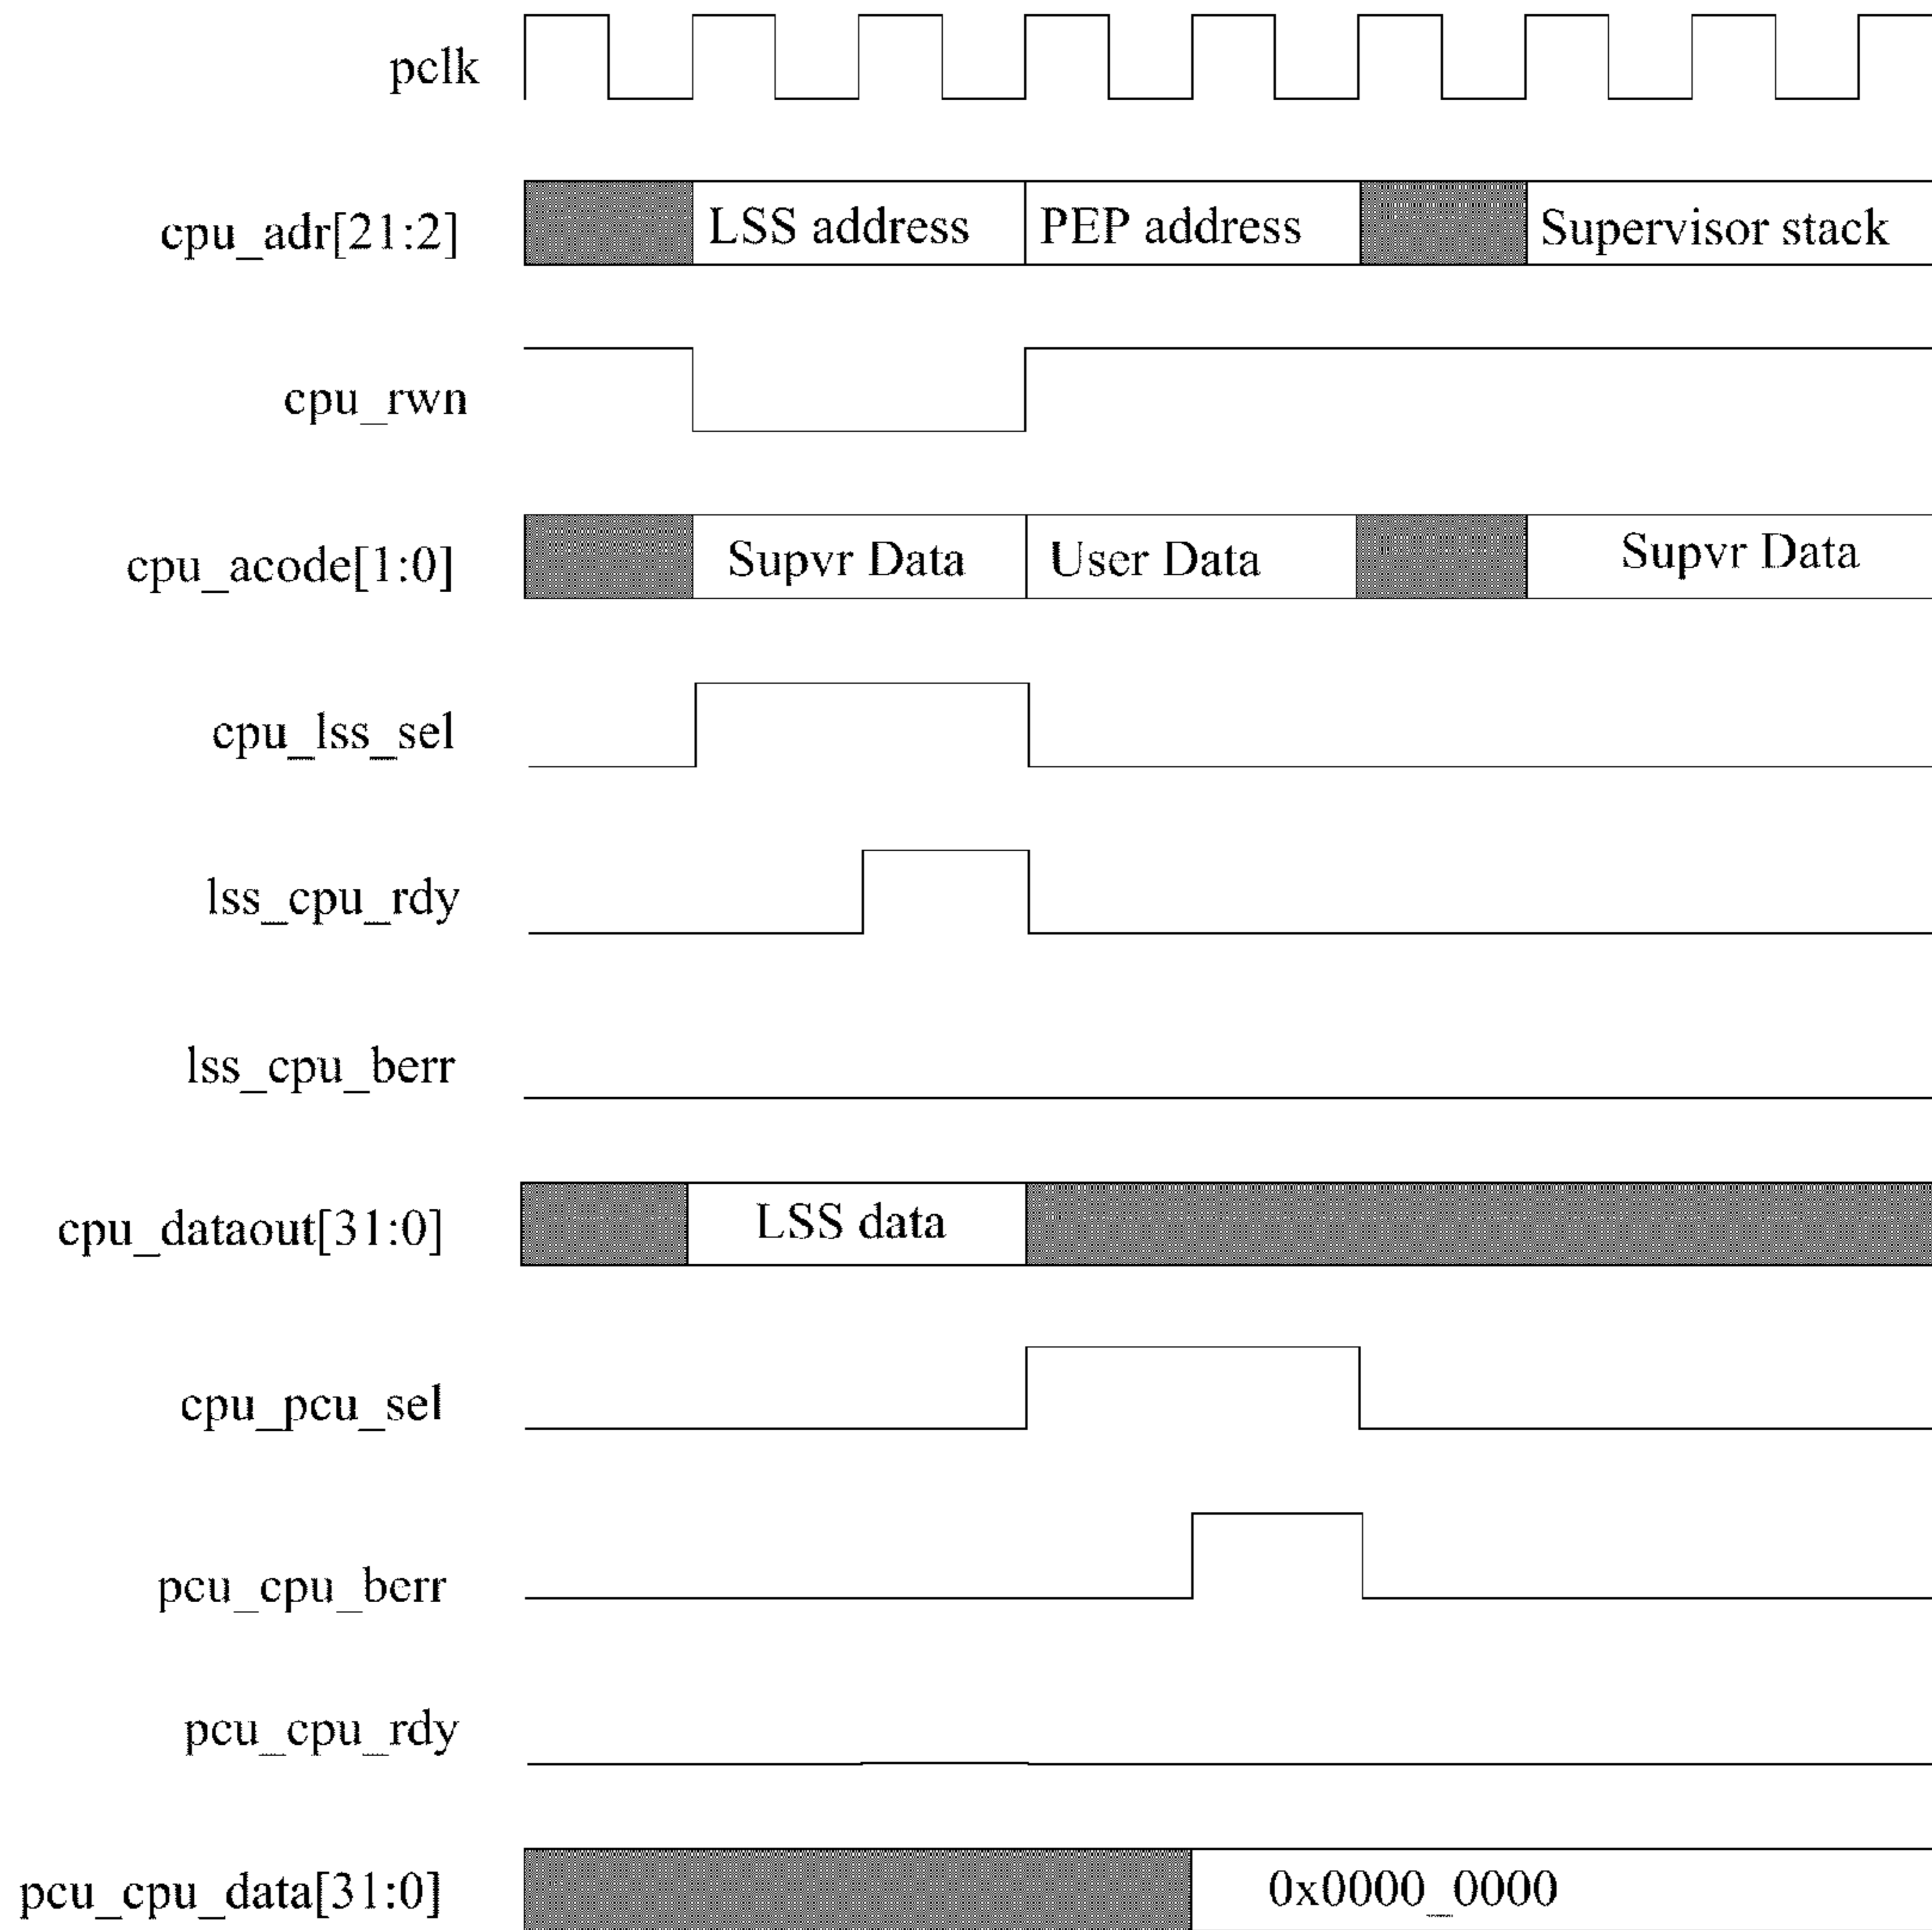 pclk
cpu_adr[21:2] LSS address PEP address Supervisor stack
cpu_rwn
cpu_acode[1:0] Supvr Data User Data Supvr Data
cpu_lss_sel
lss_cpu_rdy
lss_cpu_berr
cpu_dataout[31:0] LSS data
cpu_pcu_sel
pcu_cpu_berr
pcu_cpu_rdy
pcu_cpu_data[31:0] 0x0000_0000